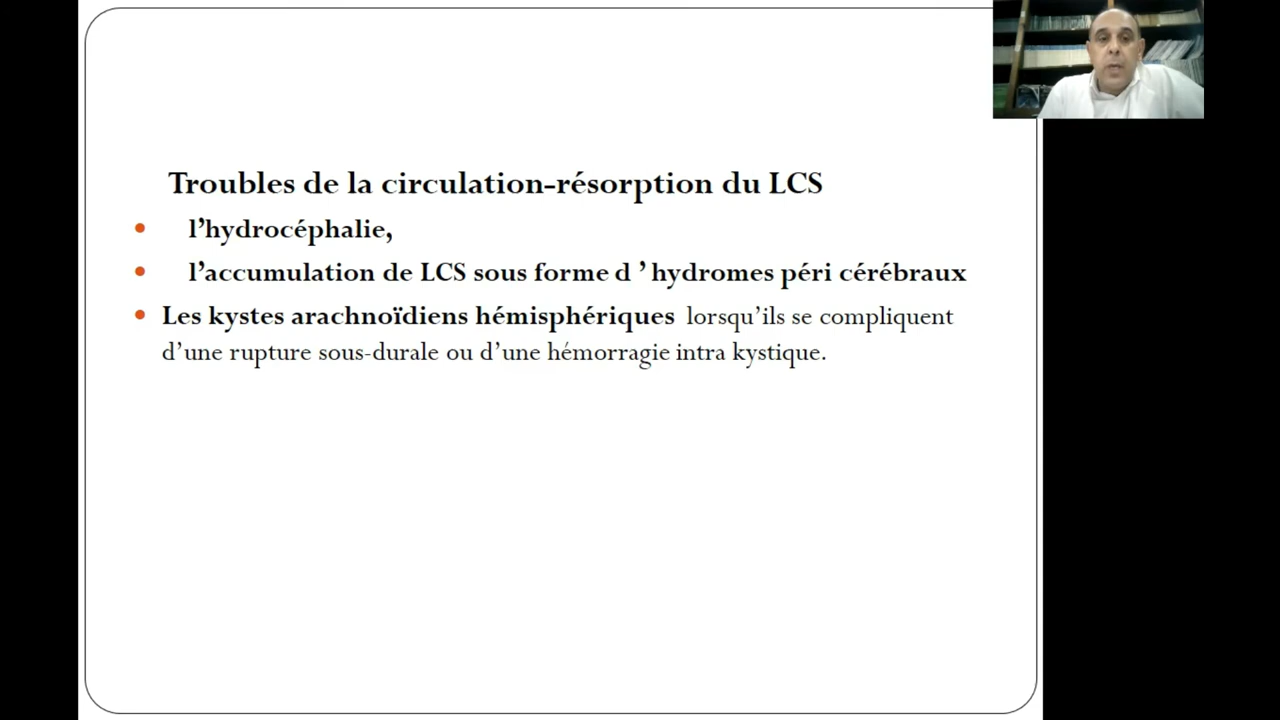 Troubles de la circulation-résorption du LCS
l’hydrocéphalie,
l’accumulation de LCS sous forme d ’ hydromes péri cérébraux
Les kystes arachnoïdiens hémisphériques lorsqu’ils se compliquent
d’une rupture sous-durale ou d’une hémorragie intra kystique.